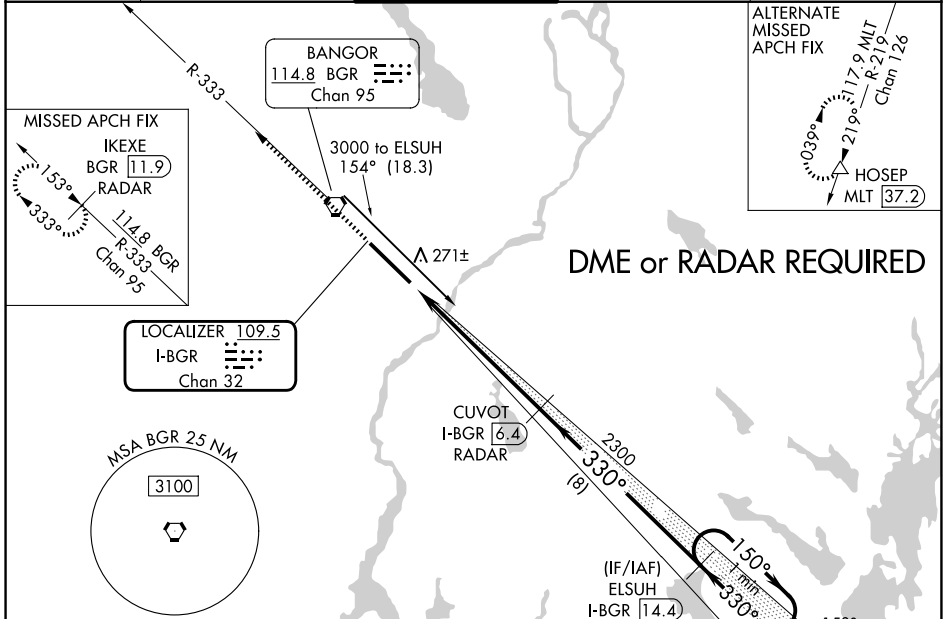 R-333
BANGOR
114.8 BGR
Chan 95
3000 to ELSUH
154° (18.3)
ALTERNATE
MISSED
APCH FIX
117.9 MLT
R-219
Chan 126
039°
219°
HOSEP
MLT 37.2
MISSED APCH FIX
IKEXE
BGR 11.9
RADAR
153°
333°
114.8 BGR
R-333
Chan 95
271±
DME or RADAR REQUIRED
LOCALIZER 109.5
I-BGR
Chan 32
CUVOT
I-BGR 6.4
RADAR
2300
330°
(8)
MSA BGR 25 NM
3100
(IF/IAF)
ELSUH
I-BGR 14.4
150°
1 min
330°